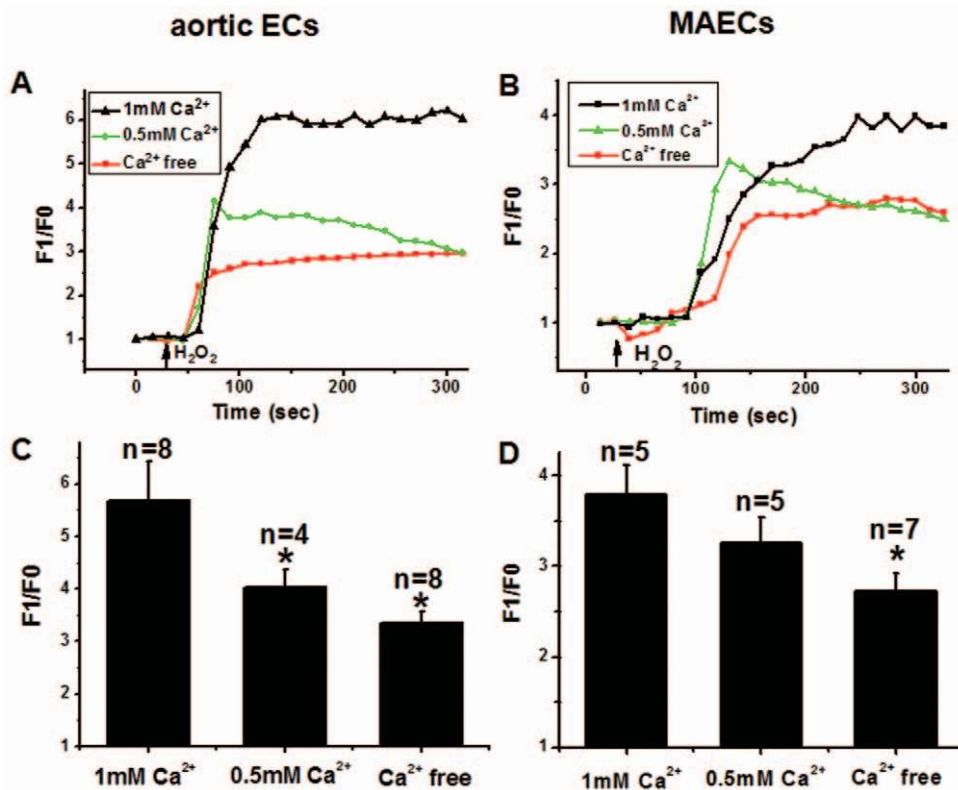 aortic ECs
MAECs
A
1mM Ca²⁺
0.5mM Ca²⁺
Ca²⁺ free
F1/F0
6
5
4
3
2
1
H₂O₂
0 100 200 300
Time (sec)
B
1mM Ca²⁺
0.5mM Ca²⁺
Ca²⁺ free
F1/F0
4
3
2
1
H₂O₂
0 100 200 300
Time (sec)
C
F1/F0
6
5
4
3
2
1
n=8
n=4
*
n=8
*
1mM Ca²⁺ 0.5mM Ca²⁺ Ca²⁺ free
D
F1/F0
4
3
2
1
n=5
n=5
n=7
*
1mM Ca²⁺ 0.5mM Ca²⁺ Ca²⁺ free